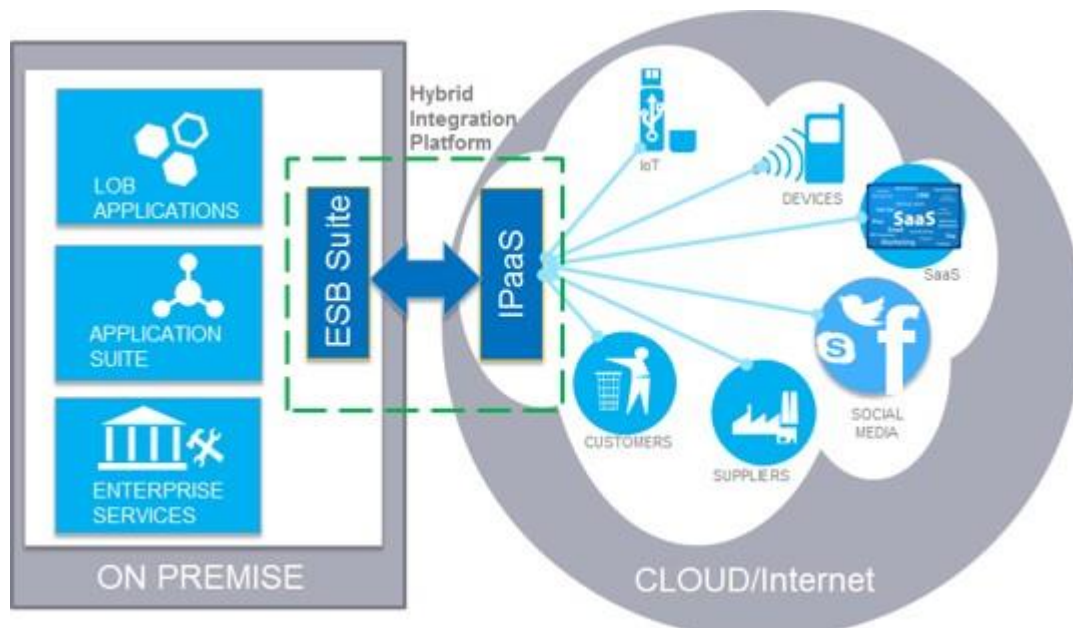 Hybrid
Integration
Platform
LOB
APPLICATIONS
APPLICATION
SUITE
ENTERPRISE
SERVICES
ON PREMISE
ESB Suite
IPaaS
IoT
DEVICES
SaaS
SaaS
Marketing
SOCIAL
MEDIA
SUPPLIERS
CUSTOMERS
CLOUD/Internet